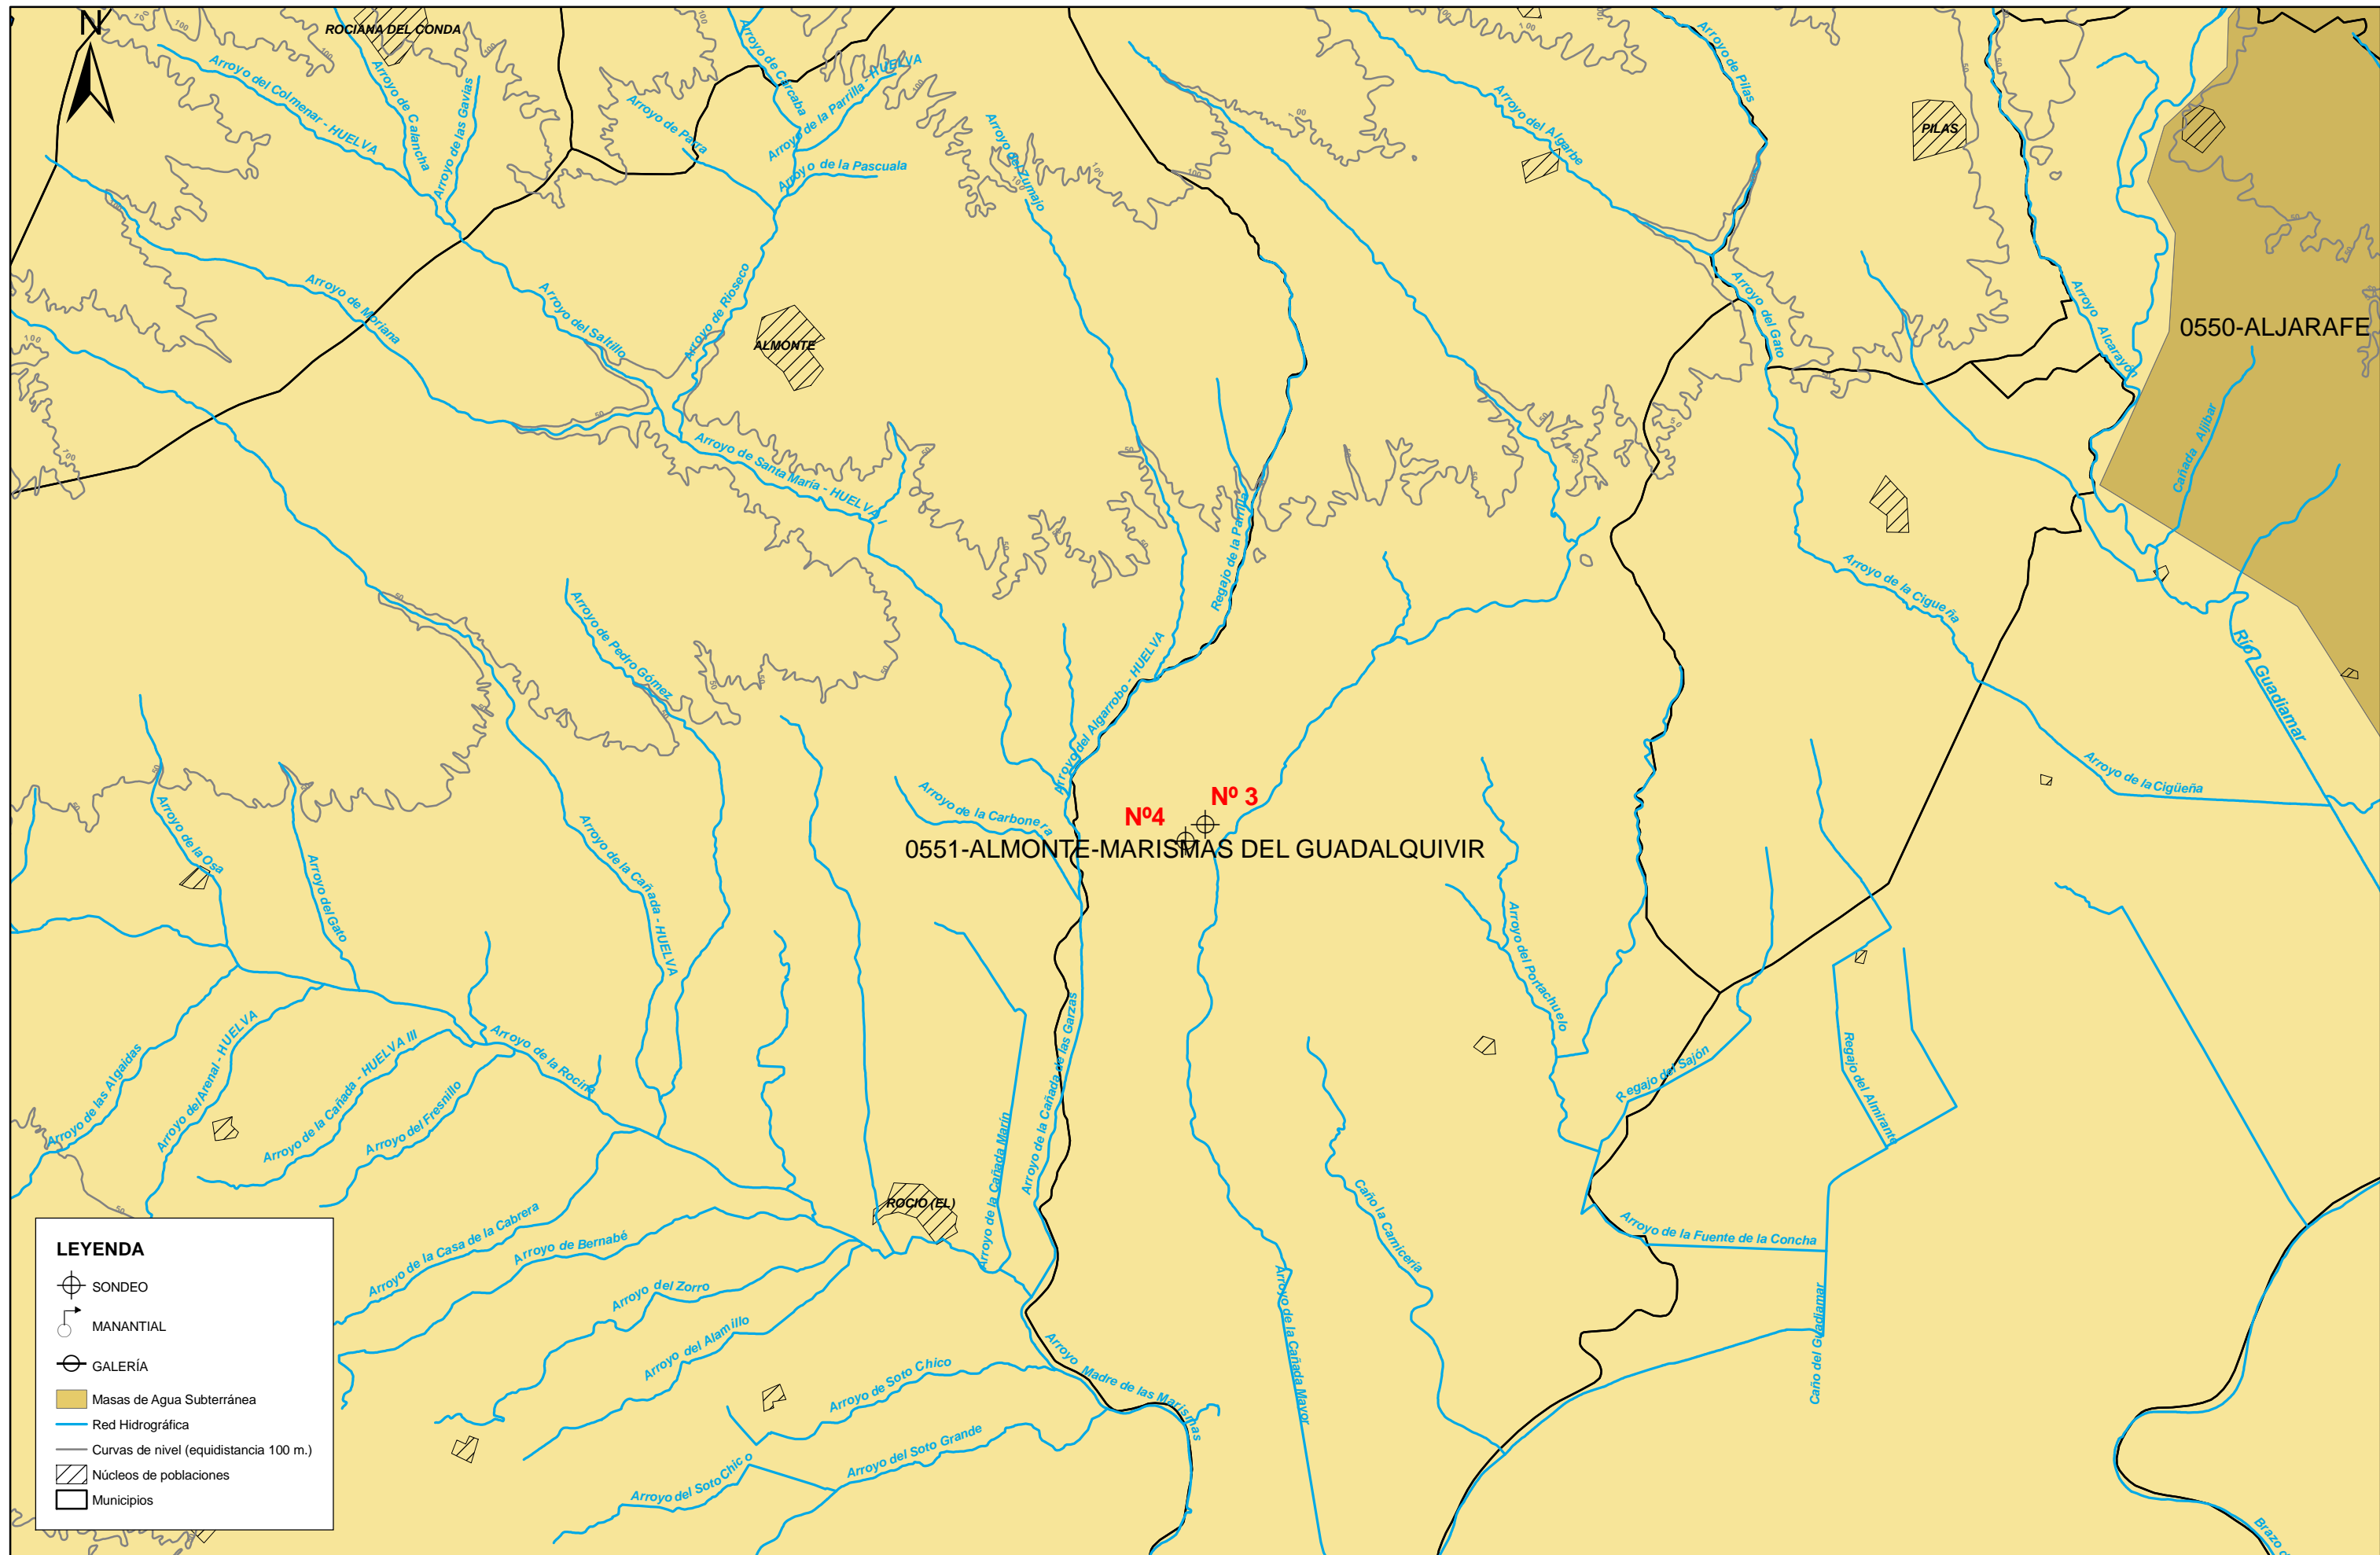 N
ROCIANA DEL CONDA
Arroyo del Colmenar - HUELVA
Arroyo de Calancha
Arroyo de las Gavias
Arroyo de Carcaba
Arroyo de la Parrilla - HUELVA
Arroyo de Parra
Arroyo de la Pascuala
Arroyo del Zumajo
Arroyo del Algarbe
Arroyo de Pilas
PILAS
Arroyo de Moriana
Arroyo del Saltillo
Arroyo de Rioseco
ALMONTE
Arroyo del Gato
Arroyo Alcarayón
0550-ALJARAFE
Cañada Aljibar
Arroyo de Santa María - HUELVA I
Regajo de la Parrilla
Arroyo de la Cigueña
Río Guadiamar
Arroyo de Pedro Gómez
Arroyo del Algarrobo - HUELVA
Arroyo de la Cigüeña
Arroyo de la Osa
Arroyo del Gato
Arroyo de la Cañada - HUELVA
Arroyo de la Carbonera
Nº4
Nº 3
0551-ALMONTE-MARISMAS DEL GUADALQUIVIR
Arroyo del Portachuelo
Arroyo de las Algaidas
Arroyo del Arenal - HUELVA
Arroyo de la Cañada - HUELVA III
Arroyo del Fresnillo
Arroyo de la Rocina
Arroyo de la Cañada Marín
Arroyo de la Cañada de las Garzas
Regajo del Sajón
Regajo del Almirante
ROCIO (EL)
Caño la Carnicería
Arroyo de la Fuente de la Concha
Caño del Guadiamar
Arroyo de la Casa de la Cabrera
Arroyo de Bernabé
Arroyo del Zorro
Arroyo del Alamillo
Arroyo de Soto Chico
Arroyo Madre de las Marismas
Arroyo de la Cañada Mayor
Arroyo del Soto Chico
Arroyo del Soto Grande
LEYENDA
SONDEO
MANANTIAL
GALERÍA
Masas de Agua Subterránea
Red Hidrográfica
Curvas de nivel (equidistancia 100 m.)
Núcleos de poblaciones
Municipios